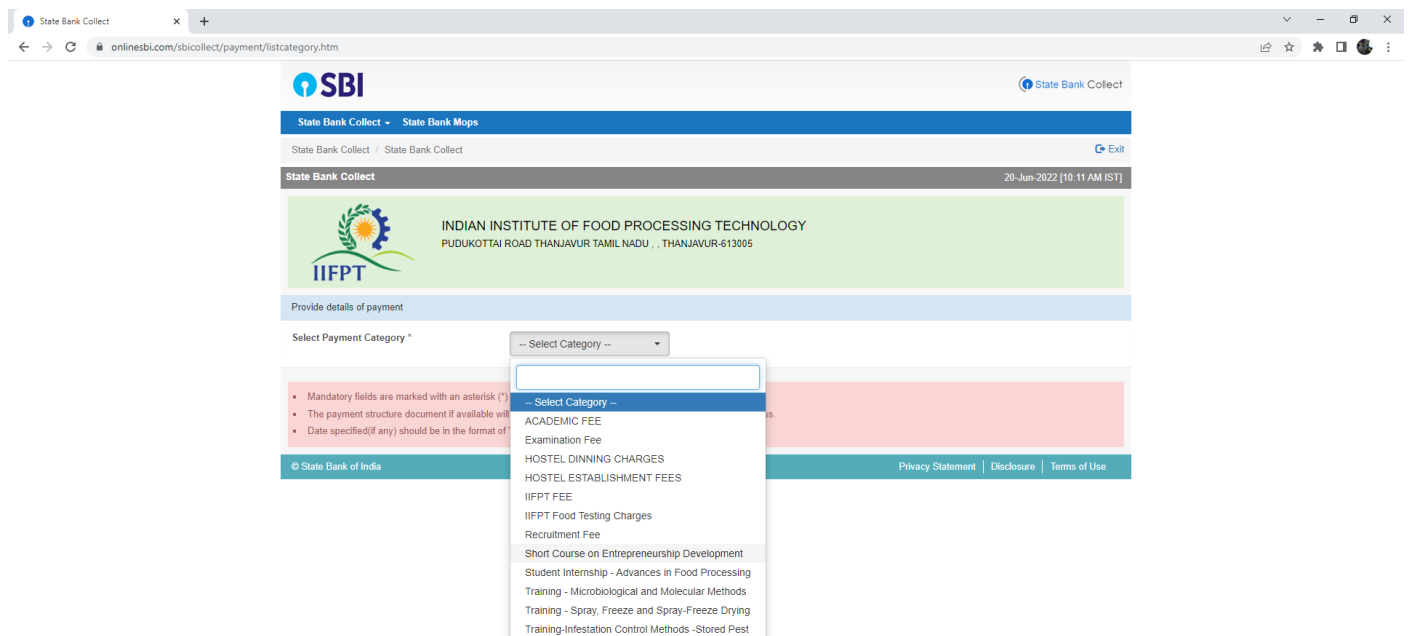 State Bank Collect
onlinesbi.com/sbicollect/payment/listcategory.htm
SBI
State Bank Collect
State Bank Collect State Bank Mops
State Bank Collect / State Bank Collect Exit
State Bank Collect 20-Jun-2022 [10:11 AM IST]
IIFPT
INDIAN INSTITUTE OF FOOD PROCESSING TECHNOLOGY
PUDUKOTTAI ROAD THANJAVUR TAMIL NADU , , THANJAVUR-613005
Provide details of payment
Select Payment Category *
-- Select Category --
-- Select Category --
ACADEMIC FEE
Examination Fee
HOSTEL DINNING CHARGES
HOSTEL ESTABLISHMENT FEES
IIFPT FEE
IIFPT Food Testing Charges
Recruitment Fee
Short Course on Entrepreneurship Development
Student Internship - Advances in Food Processing
Training - Microbiological and Molecular Methods
Training - Spray, Freeze and Spray-Freeze Drying
Training-Infestation Control Methods -Stored Pest
Mandatory fields are marked with an asterisk (*)
The payment structure document if available will
Date specified(if any) should be in the format of
© State Bank of India Privacy Statement | Disclosure | Terms of Use